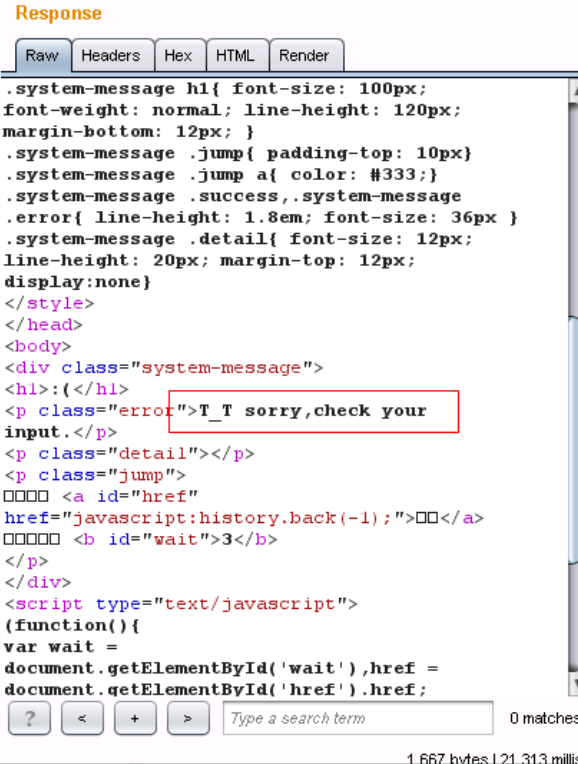 Response
Raw Headers Hex HTML Render
.system-message h1{ font-size: 100px;
font-weight: normal; line-height: 120px;
margin-bottom: 12px; }
.system-message .jump{ padding-top: 10px}
.system-message .jump a{ color: #333;}
.system-message .success,.system-message
.error{ line-height: 1.8em; font-size: 36px }
.system-message .detail{ font-size: 12px;
line-height: 20px; margin-top: 12px;
display:none}
</style>
</head>
<body>
<div class="system-message">
<h1>:(</h1>
<p class="error">T_T sorry,check your
input.</p>
<p class="detail"></p>
<p class="jump">
□□□□ <a id="href"
href="javascript:history.back(-1);">□□</a>
□□□□□ <b id="wait">3</b>
</p>
</div>
<script type="text/javascript">
(function(){
var wait =
document.getElementById('wait'),href =
document.getElementById('href').href;
? < + > Type a search term 0 matches
1,667 bytes | 21,313 millis